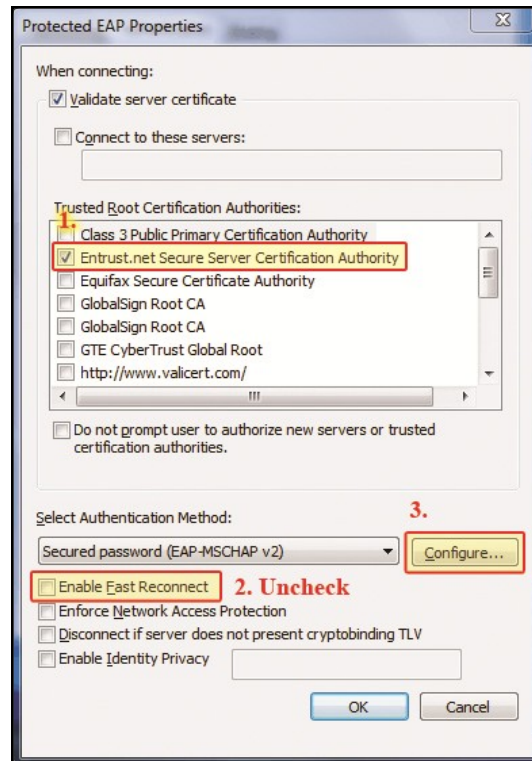 Protected EAP Properties
When connecting:
Validate server certificate
Connect to these servers:
Trusted Root Certification Authorities:
1.
Class 3 Public Primary Certification Authority
Entrust.net Secure Server Certification Authority
Equifax Secure Certificate Authority
GlobalSign Root CA
GlobalSign Root CA
GTE CyberTrust Global Root
http://www.valicert.com/
Do not prompt user to authorize new servers or trusted
certification authorities.
3.
Select Authentication Method:
Secured password (EAP-MSCHAP v2) Configure...
Enable Fast Reconnect 2. Uncheck
Enforce Network Access Protection
Disconnect if server does not present cryptobinding TLV
Enable Identity Privacy
OK Cancel